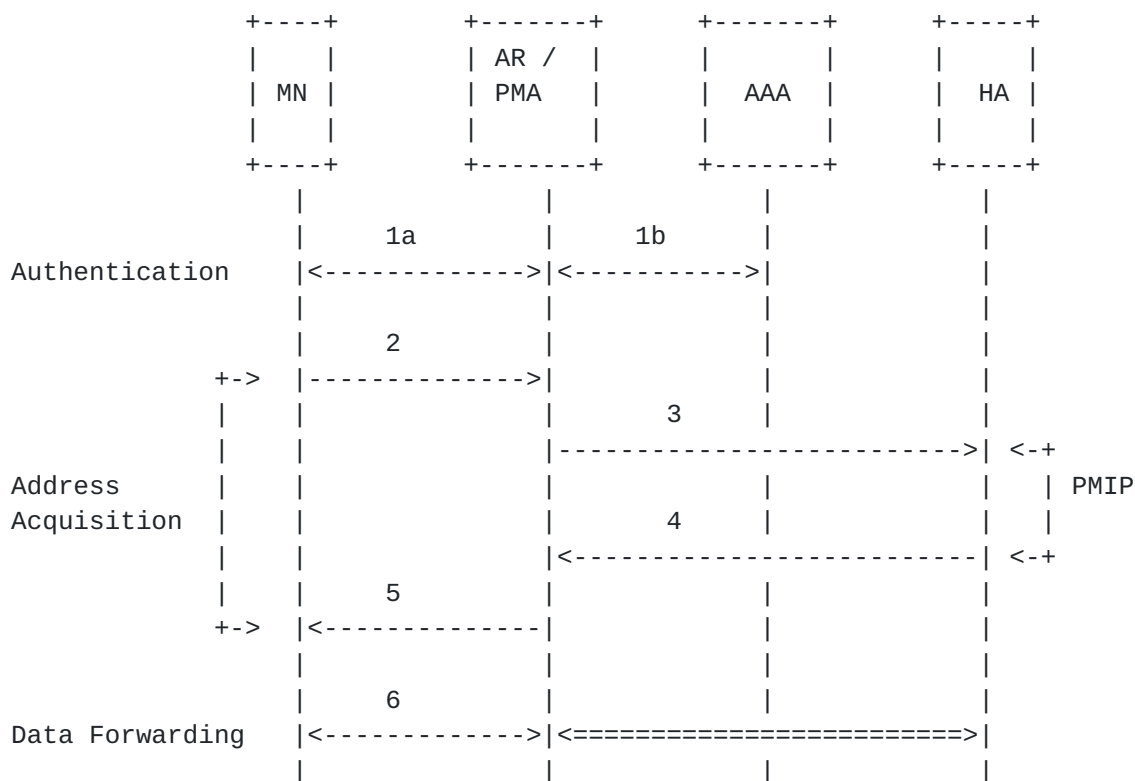 +----+        +-------+      +-------+      +-----+
|    |        | AR /  |      |       |      |     |
| MN |        | PMA   |      |  AAA  |      |  HA |
|    |        |       |      |       |      |     |
+----+        +-------+      +-------+      +-----+
                  |               |             |            |
                  |     1a        |     1b      |            |
Authentication    |<------------->|<----------->|            |
                  |               |             |            |
                  |     2         |             |            |
             +->  |-------------->|             |            |
             |    |               |       3     |            |
             |    |               |-------------------------->| <-+
Address      |    |               |             |            |   | PMIP
Acquisition  |    |               |       4     |            |   |
             |    |               |<--------------------------| <-+
             |    |     5         |             |            |
             +->  |<--------------|             |            |
                  |               |             |            |
                  |     6         |             |            |
Data Forwarding   |<------------->|<=========================>|
                  |               |             |            |